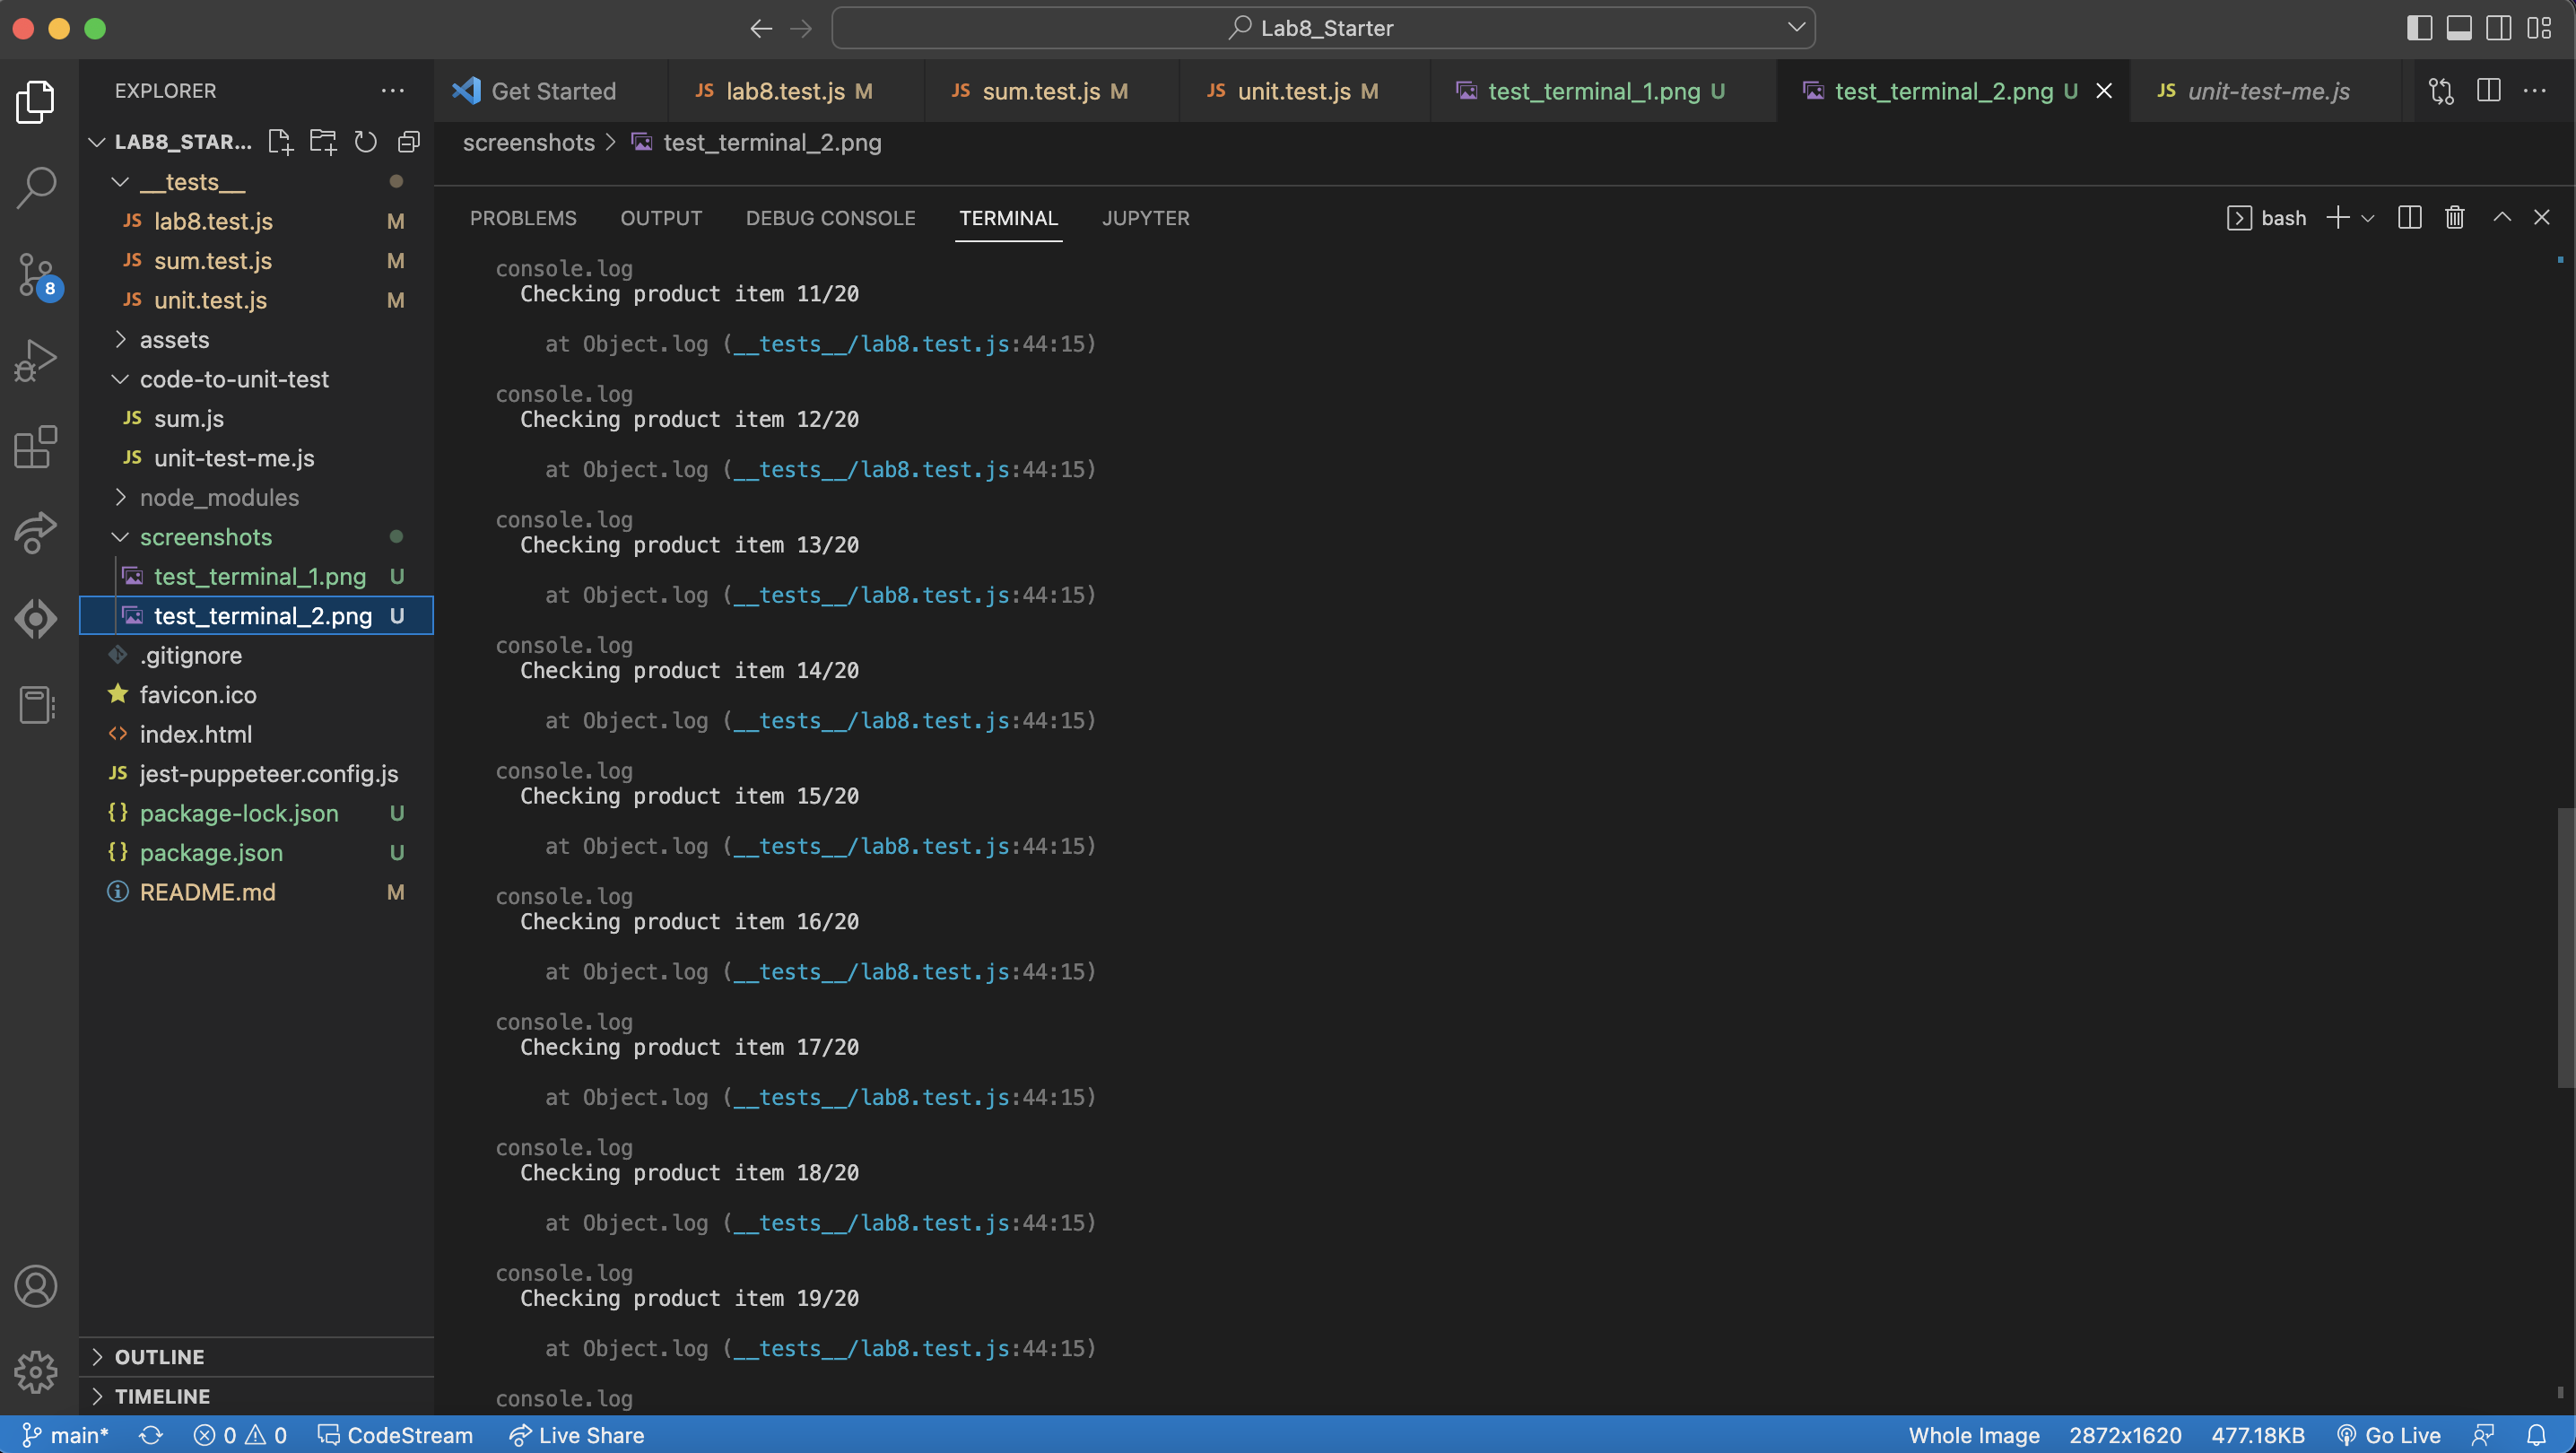 Lab8_Starter
EXPLORER
LAB8_STAR...
__tests__
JS lab8.test.js M
JS sum.test.js M
JS unit.test.js M
assets
code-to-unit-test
JS sum.js
JS unit-test-me.js
node_modules
screenshots
test_terminal_1.png U
test_terminal_2.png U
.gitignore
favicon.ico
index.html
JS jest-puppeteer.config.js
{} package-lock.json U
{} package.json U
README.md M
OUTLINE
TIMELINE
8
Get Started
JS lab8.test.js M
JS sum.test.js M
JS unit.test.js M
test_terminal_1.png U
test_terminal_2.png U
JS unit-test-me.js
screenshots > test_terminal_2.png
PROBLEMS OUTPUT DEBUG CONSOLE TERMINAL JUPYTER
bash
console.log
Checking product item 11/20
at Object.log (__tests__/lab8.test.js:44:15)
console.log
Checking product item 12/20
at Object.log (__tests__/lab8.test.js:44:15)
console.log
Checking product item 13/20
at Object.log (__tests__/lab8.test.js:44:15)
console.log
Checking product item 14/20
at Object.log (__tests__/lab8.test.js:44:15)
console.log
Checking product item 15/20
at Object.log (__tests__/lab8.test.js:44:15)
console.log
Checking product item 16/20
at Object.log (__tests__/lab8.test.js:44:15)
console.log
Checking product item 17/20
at Object.log (__tests__/lab8.test.js:44:15)
console.log
Checking product item 18/20
at Object.log (__tests__/lab8.test.js:44:15)
console.log
Checking product item 19/20
at Object.log (__tests__/lab8.test.js:44:15)
console.log
main* 0 0 CodeStream Live Share Whole Image 2872x1620 477.18KB Go Live